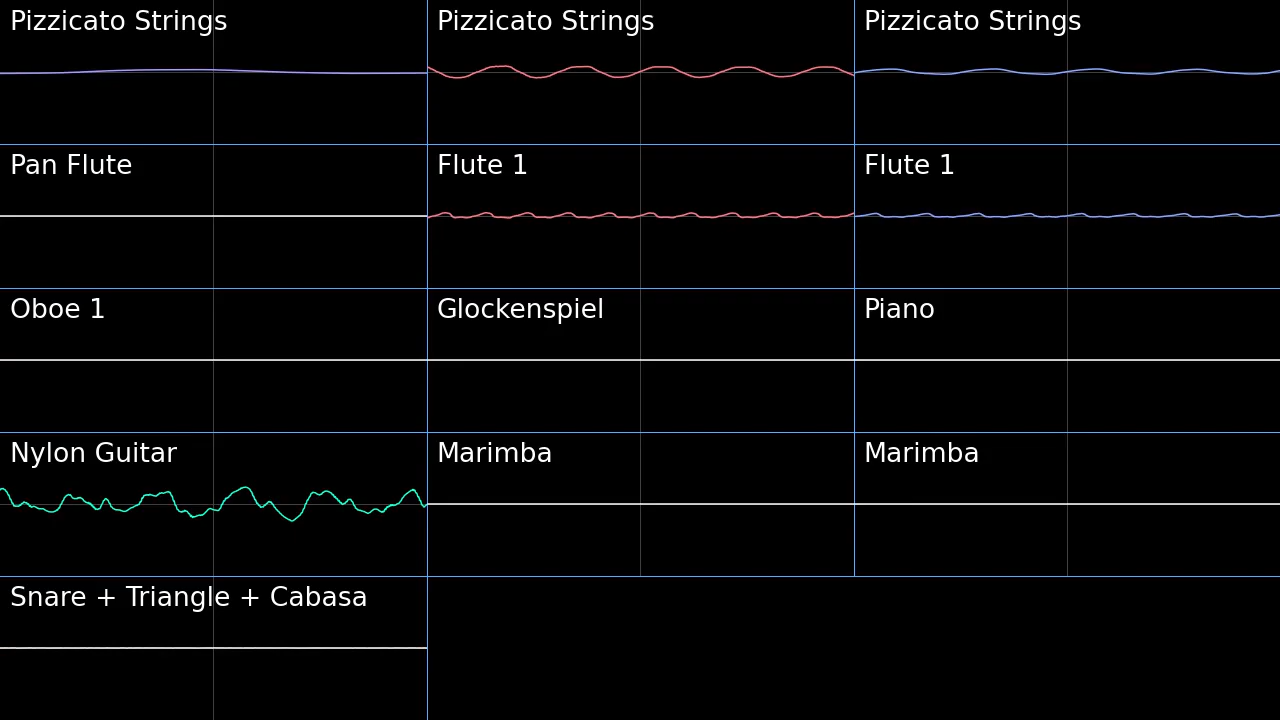 Pizzicato Strings
Pizzicato Strings
Pizzicato Strings
Pan Flute
Flute 1
Flute 1
Oboe 1
Glockenspiel
Piano
Nylon Guitar
Marimba
Marimba
Snare + Triangle + Cabasa